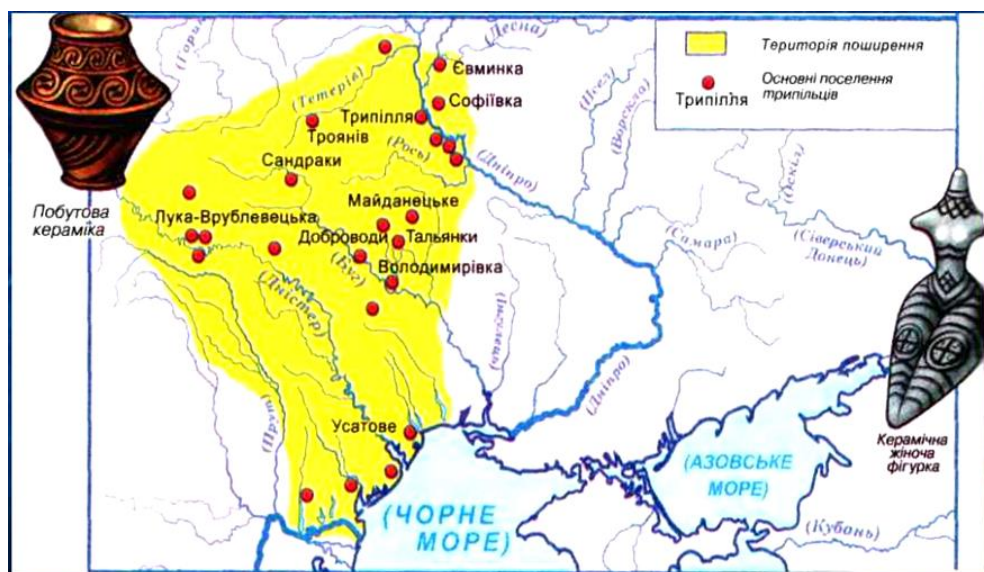 (Горинь)
(Десна)
Територія поширення
Основні поселення
трипільців
Трипілля
Євминка
(Тетерів)
Софіївка
Трипілля
Троянів
(Рось)
(Псел)
(Ворскла)
(Оскіл)
(Дніпро)
Сандраки
Побутова
кераміка
Лука-Врублевецька
Майданецьке
Доброводи
Тальянки
(Буг)
Володимирівка
(Самара)
(Сіверський
Донець)
(Дністер)
(Інгулець)
(Прут)
(Дніпро)
Усатове
(ЧОРНЕ
МОРЕ)
(АЗОВСЬКЕ
МОРЕ)
Керамічна
жіноча
фігурка
(Кубань)